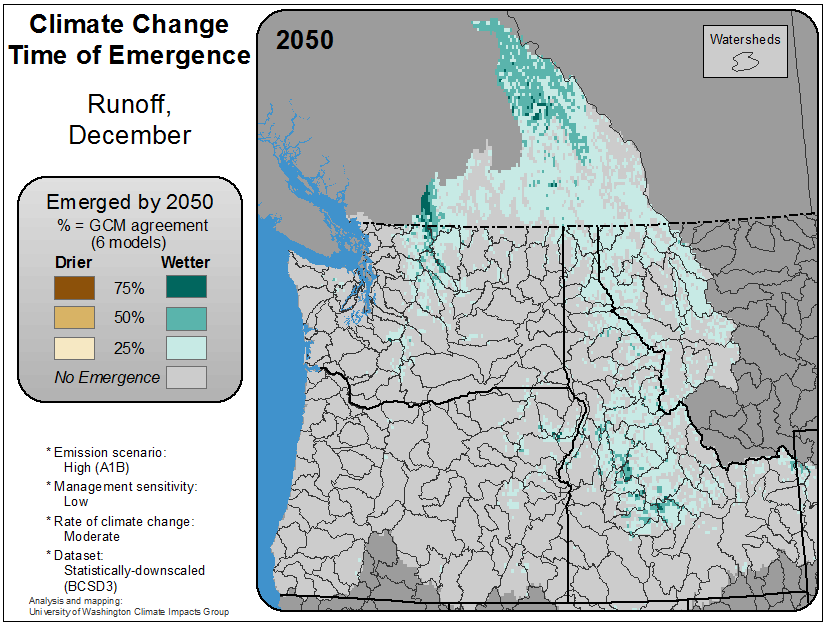 Climate Change
Time of Emergence
Runoff,
December
Emerged by 2050
% = GCM agreement
(6 models)
Drier Wetter
75%
50%
25%
No Emergence
* Emission scenario:
High (A1B)
* Management sensitivity:
Low
* Rate of climate change:
Moderate
* Dataset:
Statistically-downscaled
(BCSD3)
Analysis and mapping:
University of Washington Climate Impacts Group
2050
Watersheds